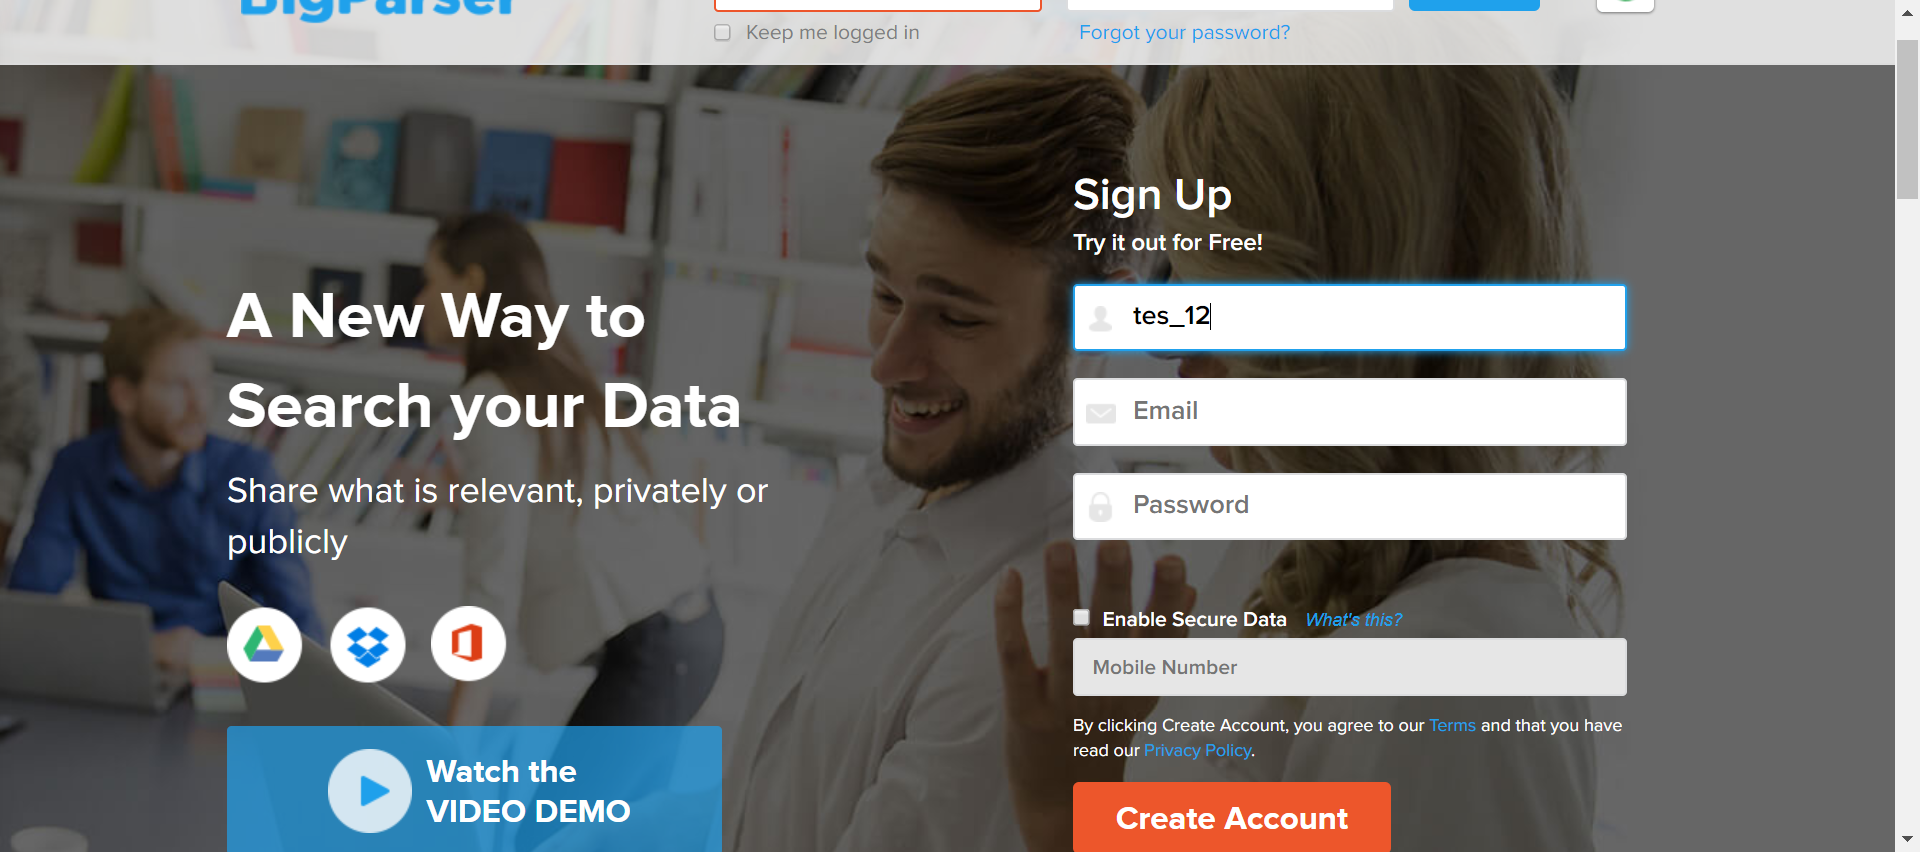 BigParser
Keep me logged in
Forgot your password?
A New Way to
Search your Data
Share what is relevant, privately or
publicly
Watch the
VIDEO DEMO
Sign Up
Try it out for Free!
tes_12
Email
Password
Enable Secure Data What's this?
Mobile Number
By clicking Create Account, you agree to our Terms and that you have
read our Privacy Policy.
Create Account